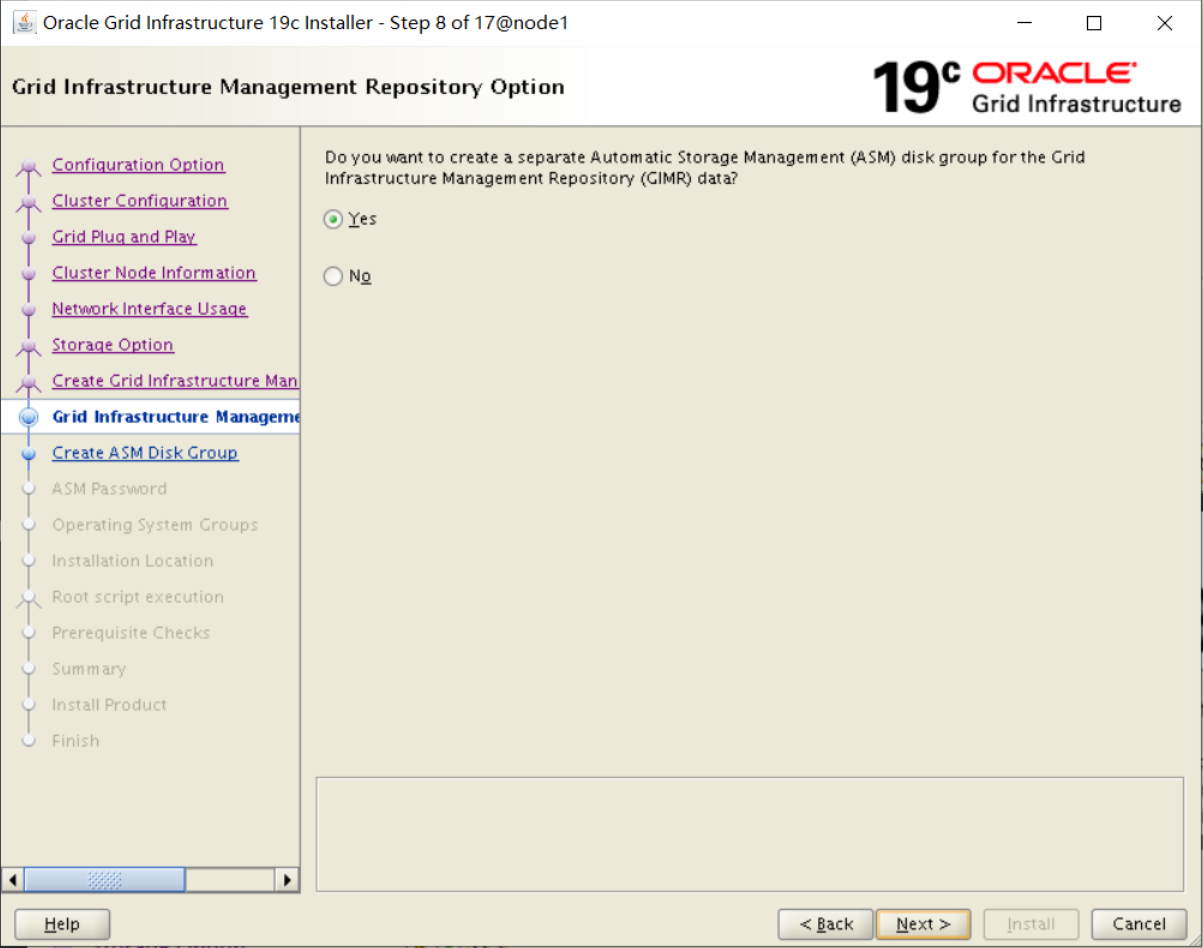 Oracle Grid Infrastructure 19c Installer - Step 8 of 17@node1
Grid Infrastructure Management Repository Option
19c ORACLE
Grid Infrastructure
Configuration Option
Cluster Configuration
Grid Plug and Play
Cluster Node Information
Network Interface Usage
Storage Option
Create Grid Infrastructure Man
Grid Infrastructure Manageme
Create ASM Disk Group
ASM Password
Operating System Groups
Installation Location
Root script execution
Prerequisite Checks
Summary
Install Product
Finish
Do you want to create a separate Automatic Storage Management (ASM) disk group for the Grid
Infrastructure Management Repository (GIMR) data?
Yes
No
Help
< Back
Next >
Install
Cancel